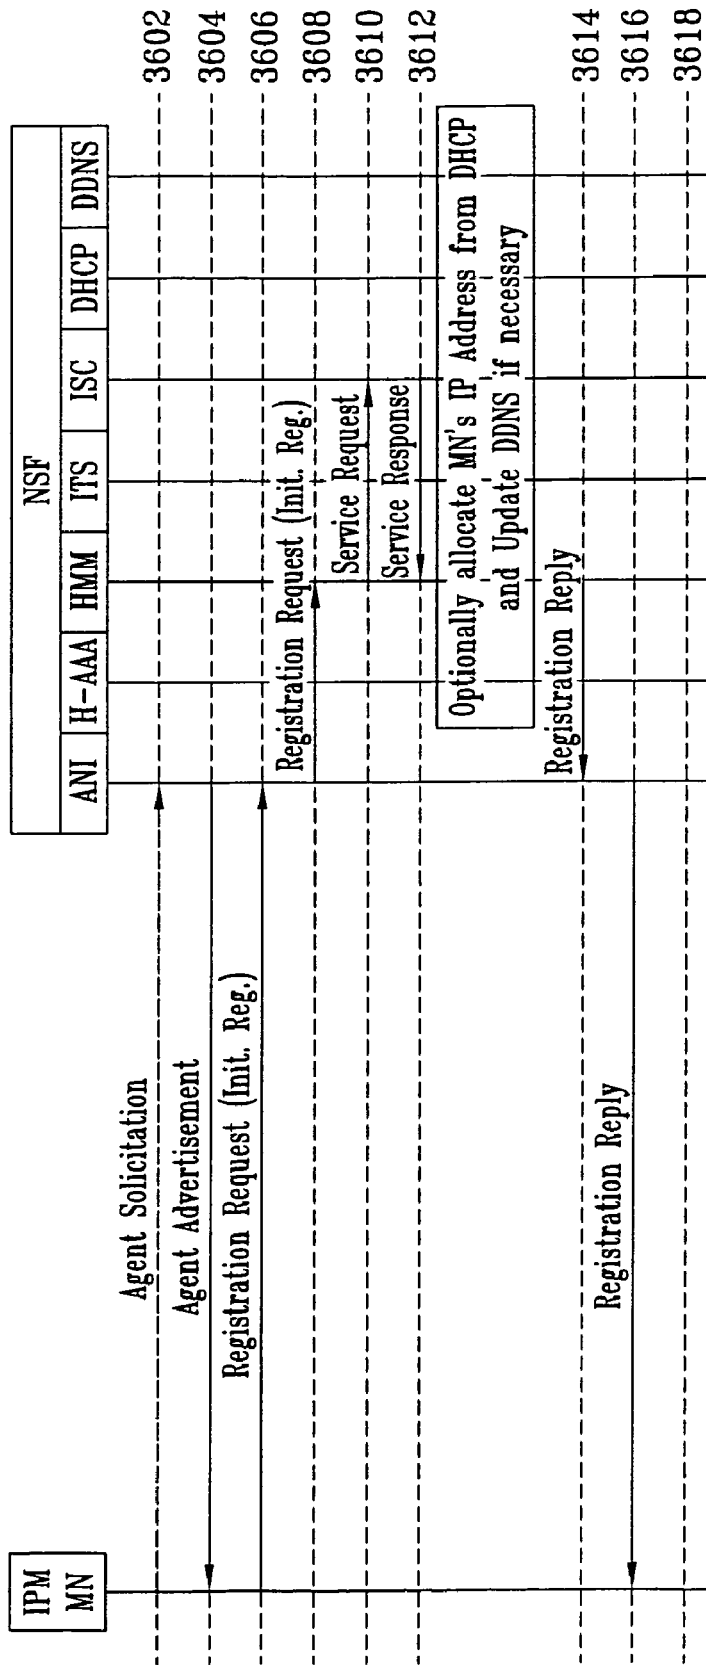 IPM
MN
NSF
ANI
H-AAA
HMM
ITS
ISC
DHCP
DDNS
Agent Solicitation
3602
Agent Advertisement
3604
Registration Request (Init. Reg.)
3606
Registration Request (Init. Reg.)
3608
Service Request
3610
Service Response
3612
Optionally allocate MN's IP Address from DHCP
and Update DDNS if necessary
Registration Reply
3614
Registration Reply
3616
3618